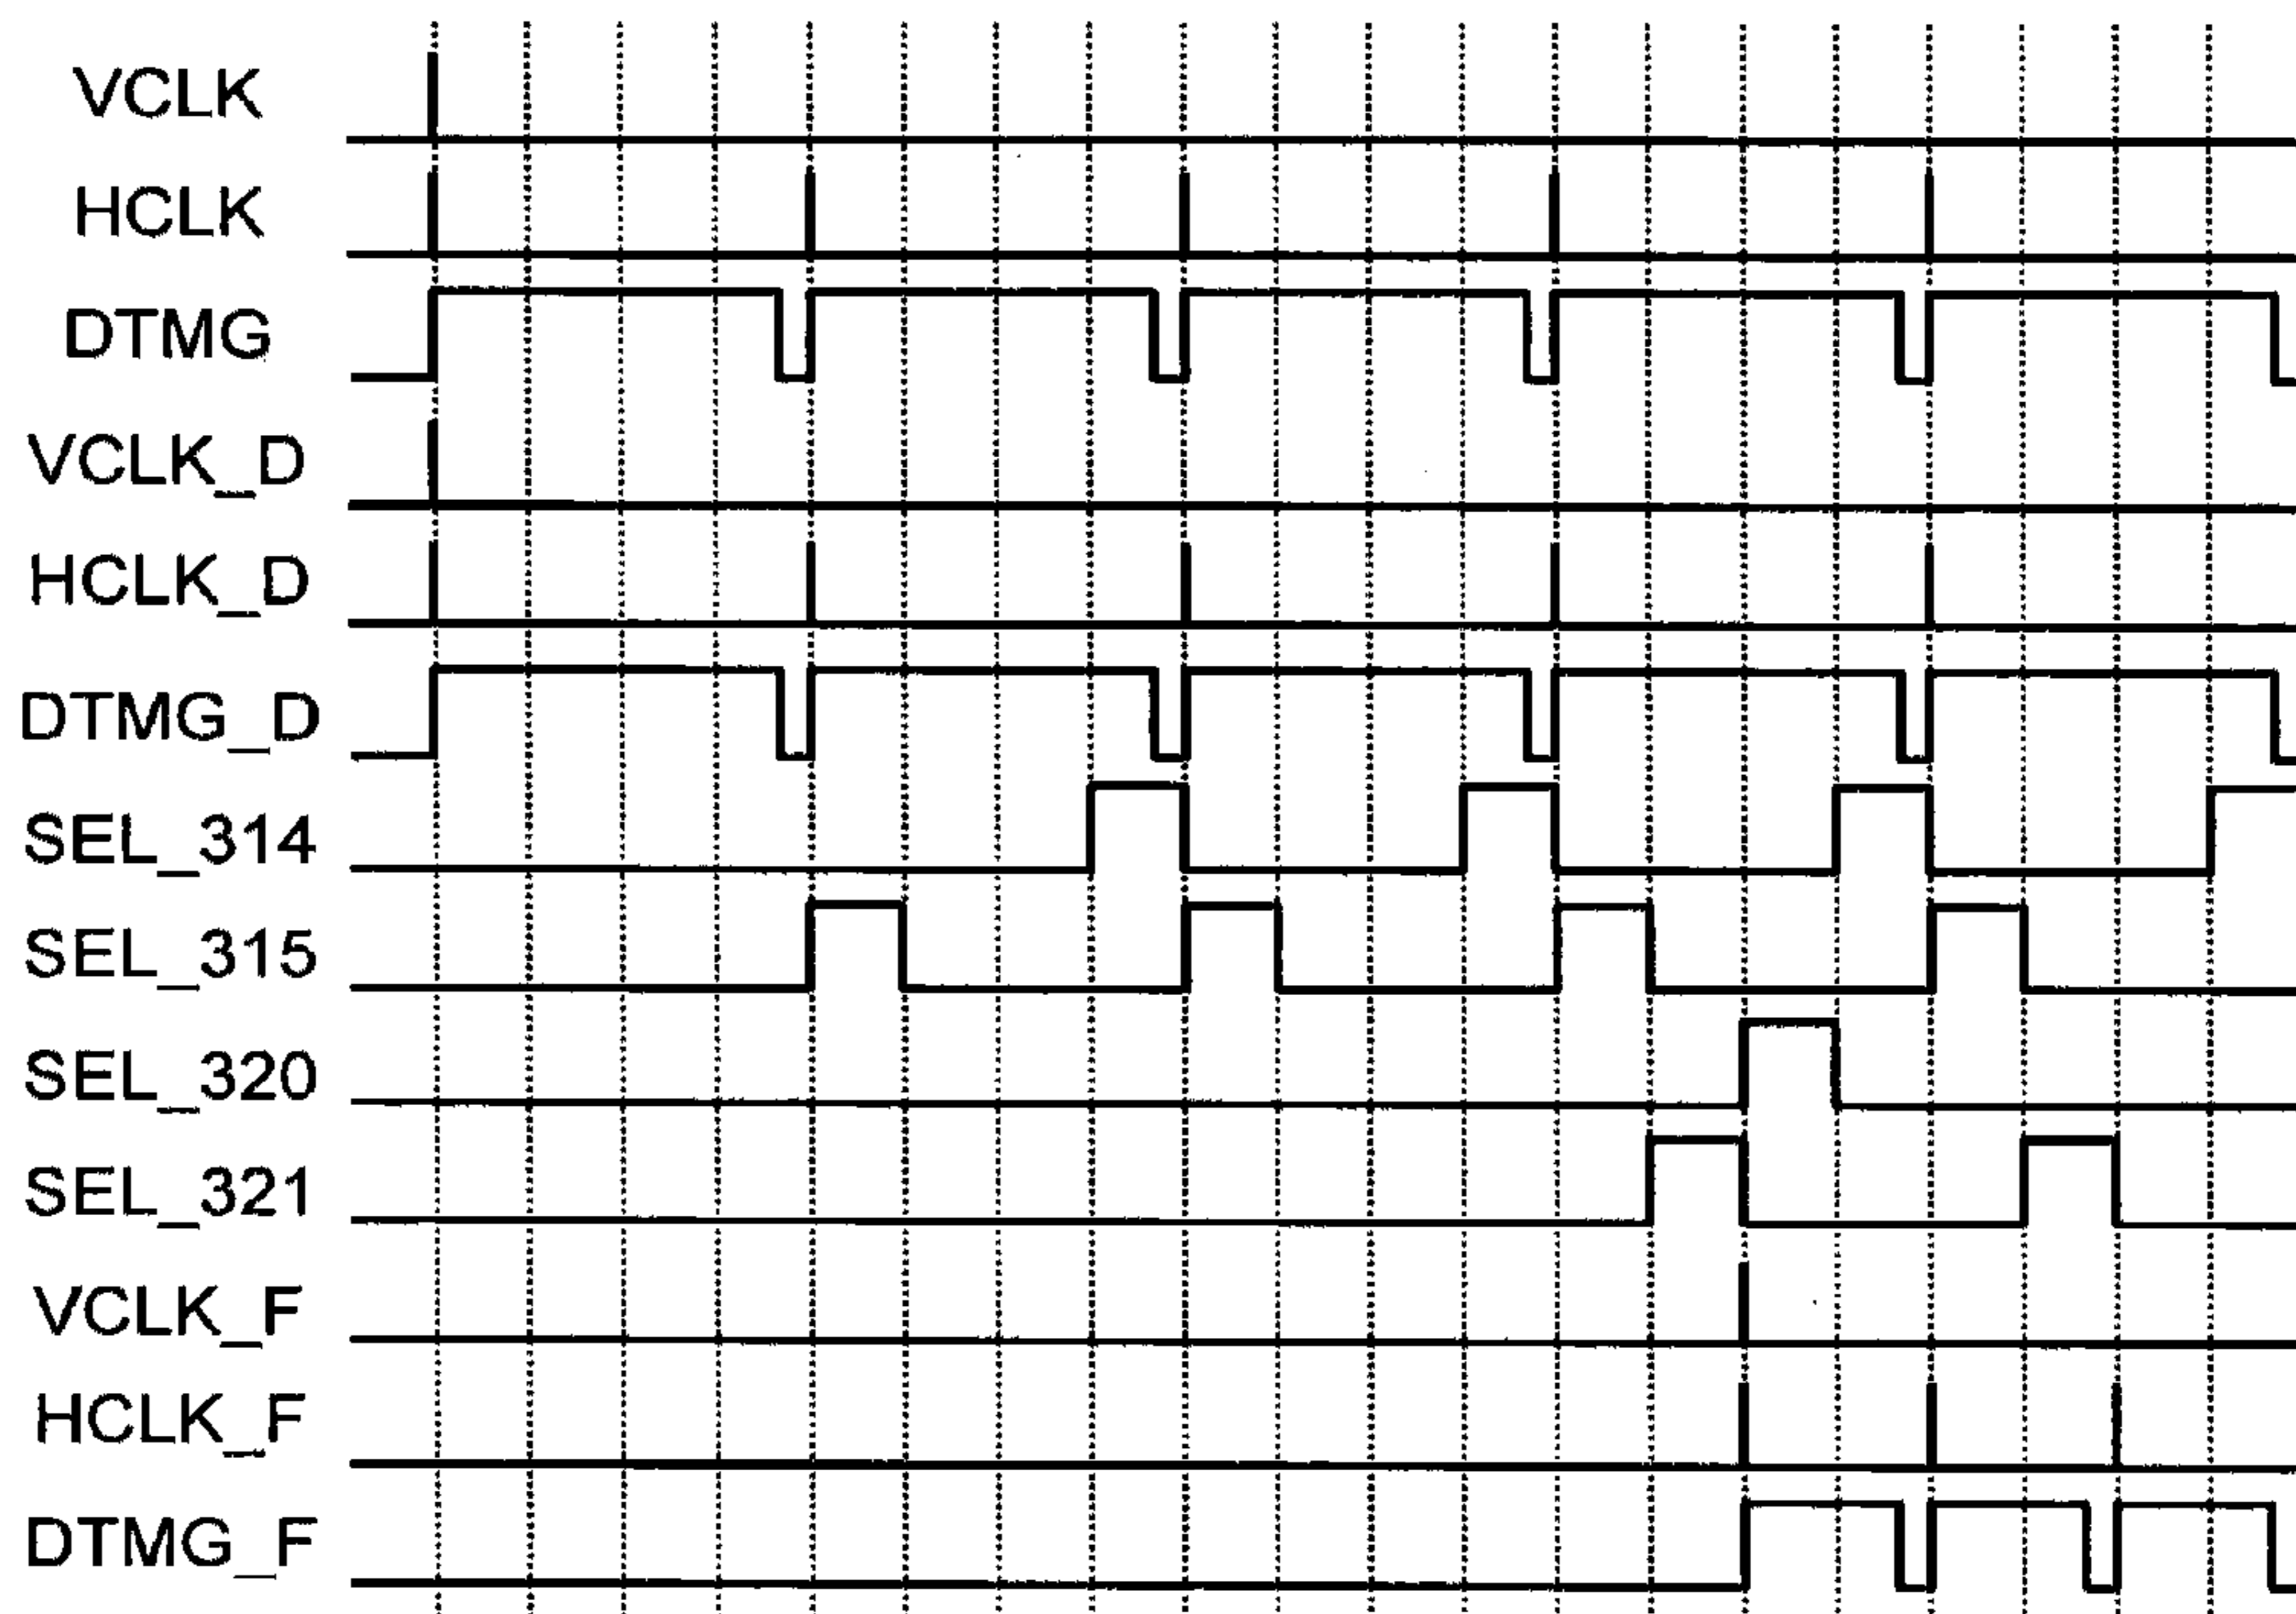 VCLK
HCLK
DTMG
VCLK_D
HCLK_D
DTMG_D
SEL_314
SEL_315
SEL_320
SEL_321
VCLK_F
HCLK_F
DTMG_F